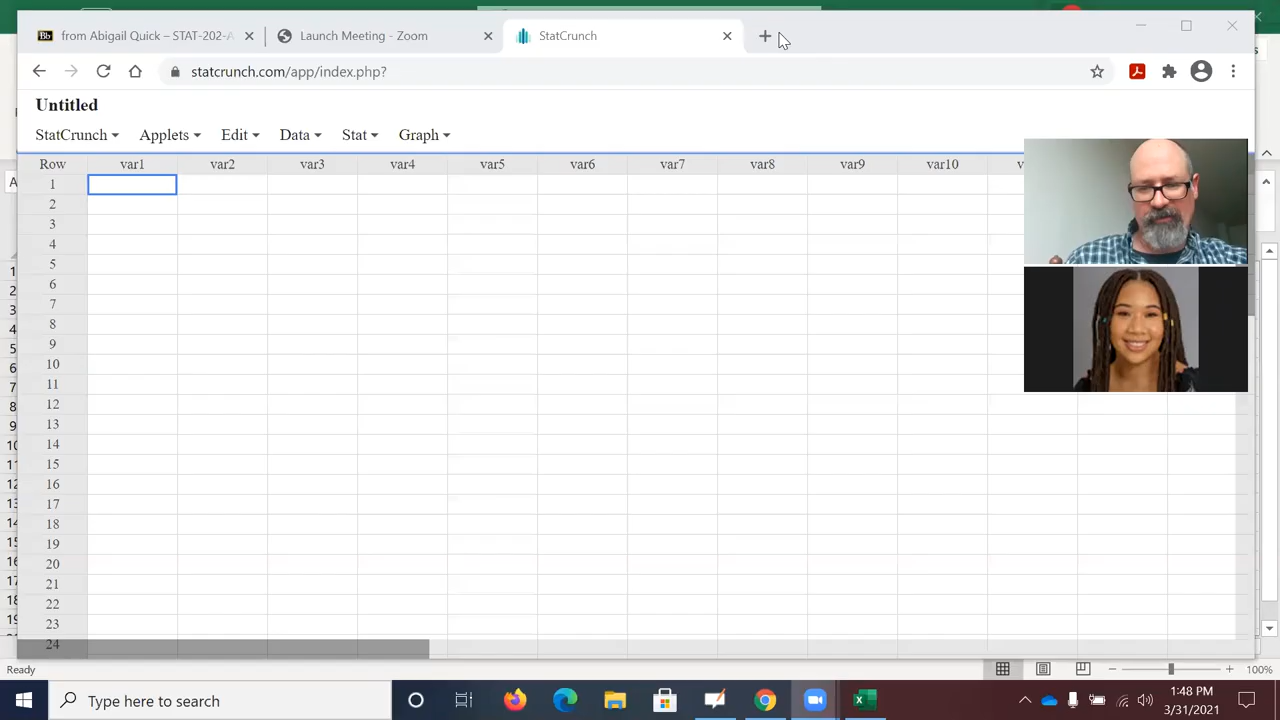 Bb from Abigail Quick – STAT-202-A
Launch Meeting - Zoom
StatCrunch
statcrunch.com/app/index.php?
Untitled
StatCrunch Applets Edit Data Stat Graph
Row var1 var2 var3 var4 var5 var6 var7 var8 var9 var10 v
1
2
3
4
5
6
7
8
9
10
11
12
13
14
15
16
17
18
19
20
21
22
23
24
Ready
100%
Type here to search
1:48 PM
3/31/2021